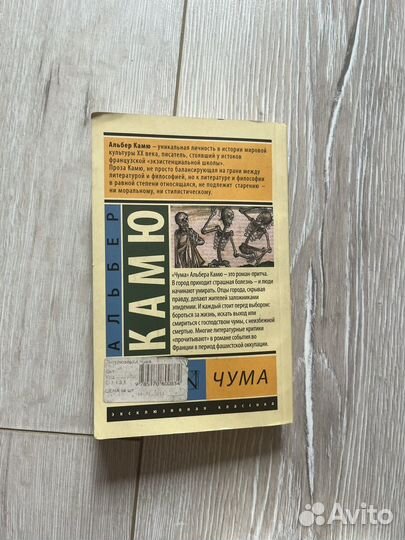 Альбер Камю – уникальная личность в истории мировой
культуры XX века, писатель, стоявший у истоков
французской «экзистенциальной школы».
Проза Камю, не просто балансирующая на грани между
литературой и философией, но к литературе и философии
в равной степени относящаяся, не подлежит старению –
ни моральному, ни стилистическому.
АЛЬБЕР
КАМЮ
«Чума» Альбера Камю – это роман-притча.
В город приходит страшная болезнь – и люди
начинают умирать. Отцы города, скрывая
правду, делают жителей заложниками
эпидемии. И каждый стоит перед выбором:
бороться за жизнь, искать выход или
смириться с господством чумы, с неизбежной
смертью. Многие литературные критики
«прочитывают» в романе события во
Франции в период фашистской оккупации.
ЧУМА
ЭКСКЛЮЗИВНАЯ КЛАССИКА
Avito